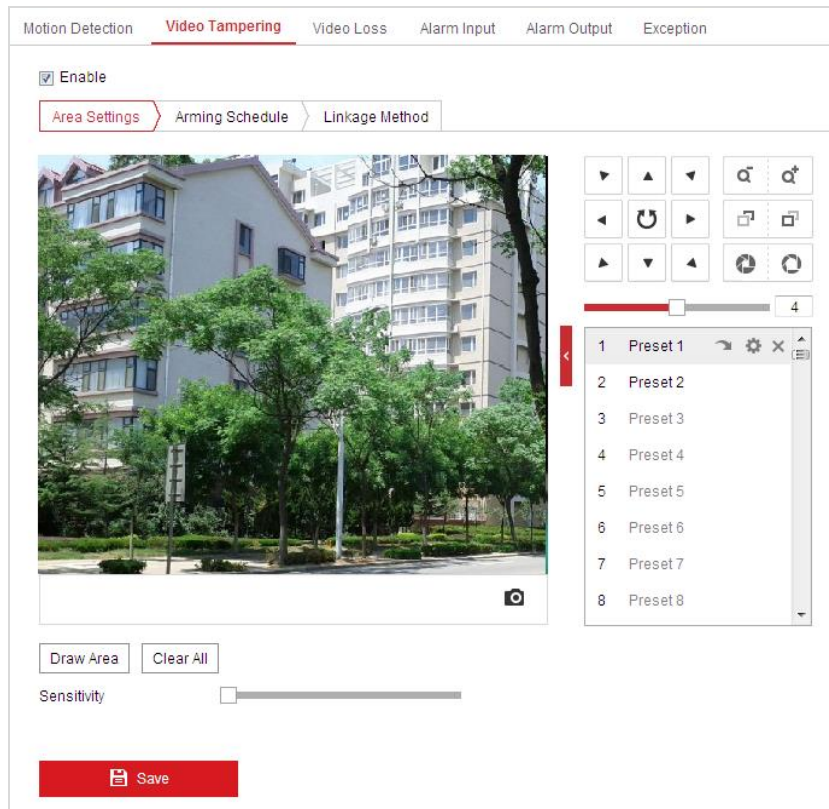 Motion Detection Video Tampering Video Loss Alarm Input Alarm Output Exception
Enable
Area Settings Arming Schedule Linkage Method
4
1 Preset 1
2 Preset 2
3 Preset 3
4 Preset 4
5 Preset 5
6 Preset 6
7 Preset 7
8 Preset 8
Draw Area Clear All
Sensitivity
Save